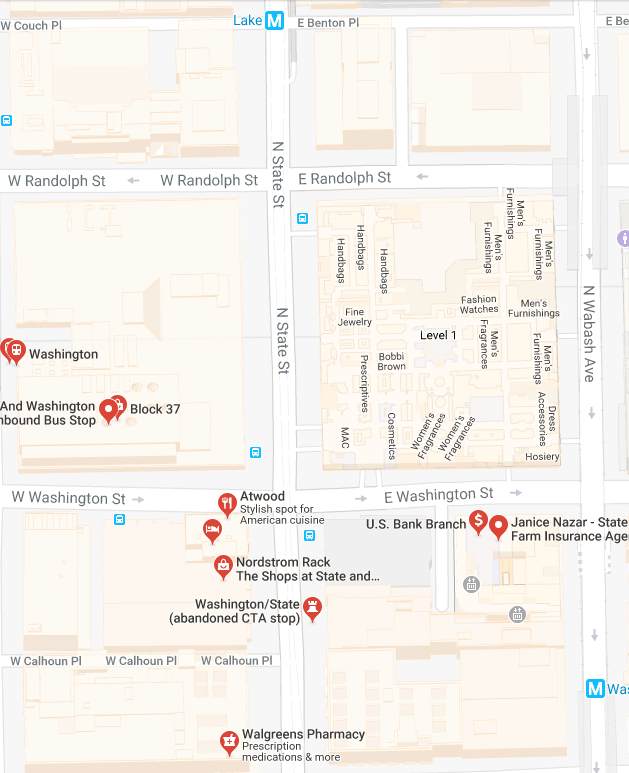 W Couch Pl
Lake M
E Benton Pl
E Be
W Randolph St
W Randolph St
N State St
E Randolph St
Handbags
Handbags
Handbags
Men's
Furnishings
Men's
Furnishings
Men's
Furnishings
Fine
Jewelry
Fashion
Watches
Men's
Furnishings
N State St
N Wabash Ave
Level 1
Men's
Fragrances
Men's
Furnishings
Washington
Bobbi
Brown
Prescriptives
And Washington
nbound Bus Stop
Block 37
MAC
Cosmetics
Women's
Fragrances
Women's
Fragrances
Dress
Accessories
Hosiery
W Washington St
E Washington St
Atwood
Stylish spot for
American cuisine
U.S. Bank Branch
$
Janice Nazar - State
Farm Insurance Age
Nordstrom Rack
The Shops at State and...
Washington/State
(abandoned CTA stop)
W Calhoun Pl
W Calhoun Pl
W Calhoun Pl
M Was
Walgreens Pharmacy
Prescription
medications & more